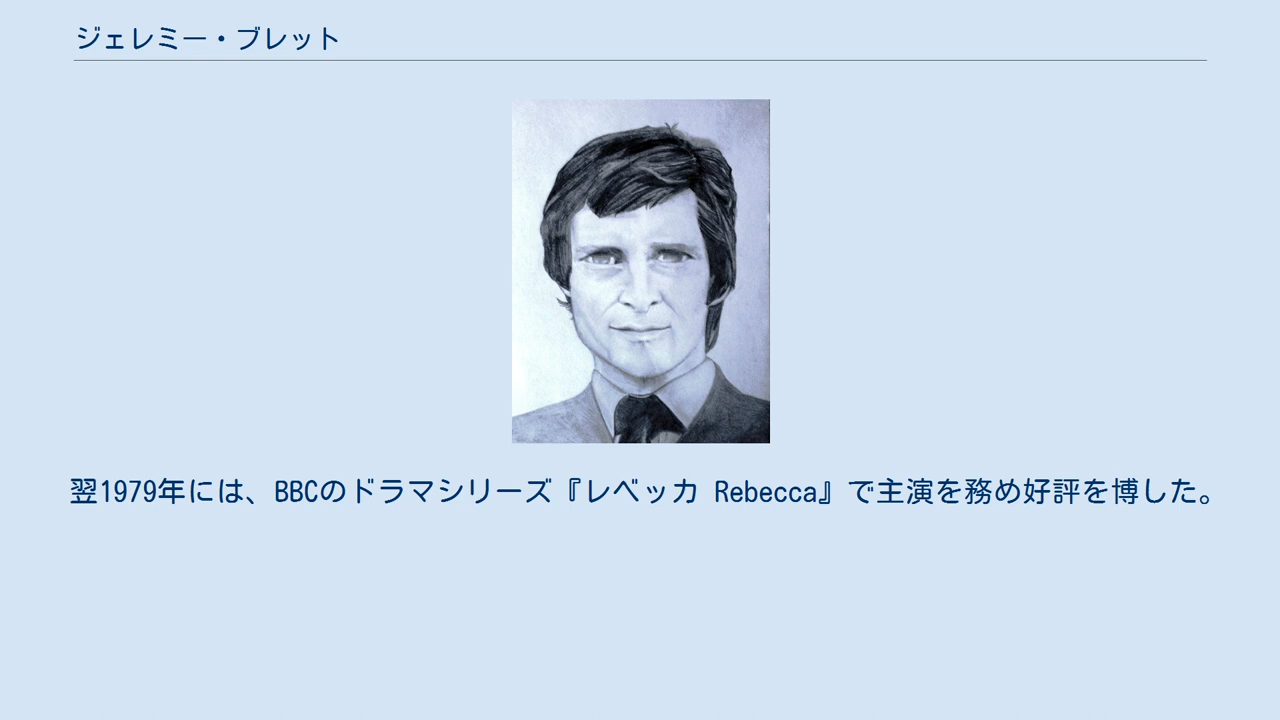 ジェレミー・ブレット
翌1979年には、BBCのドラマシリーズ『レベッカ Rebecca』で主演を務め好評を博した。